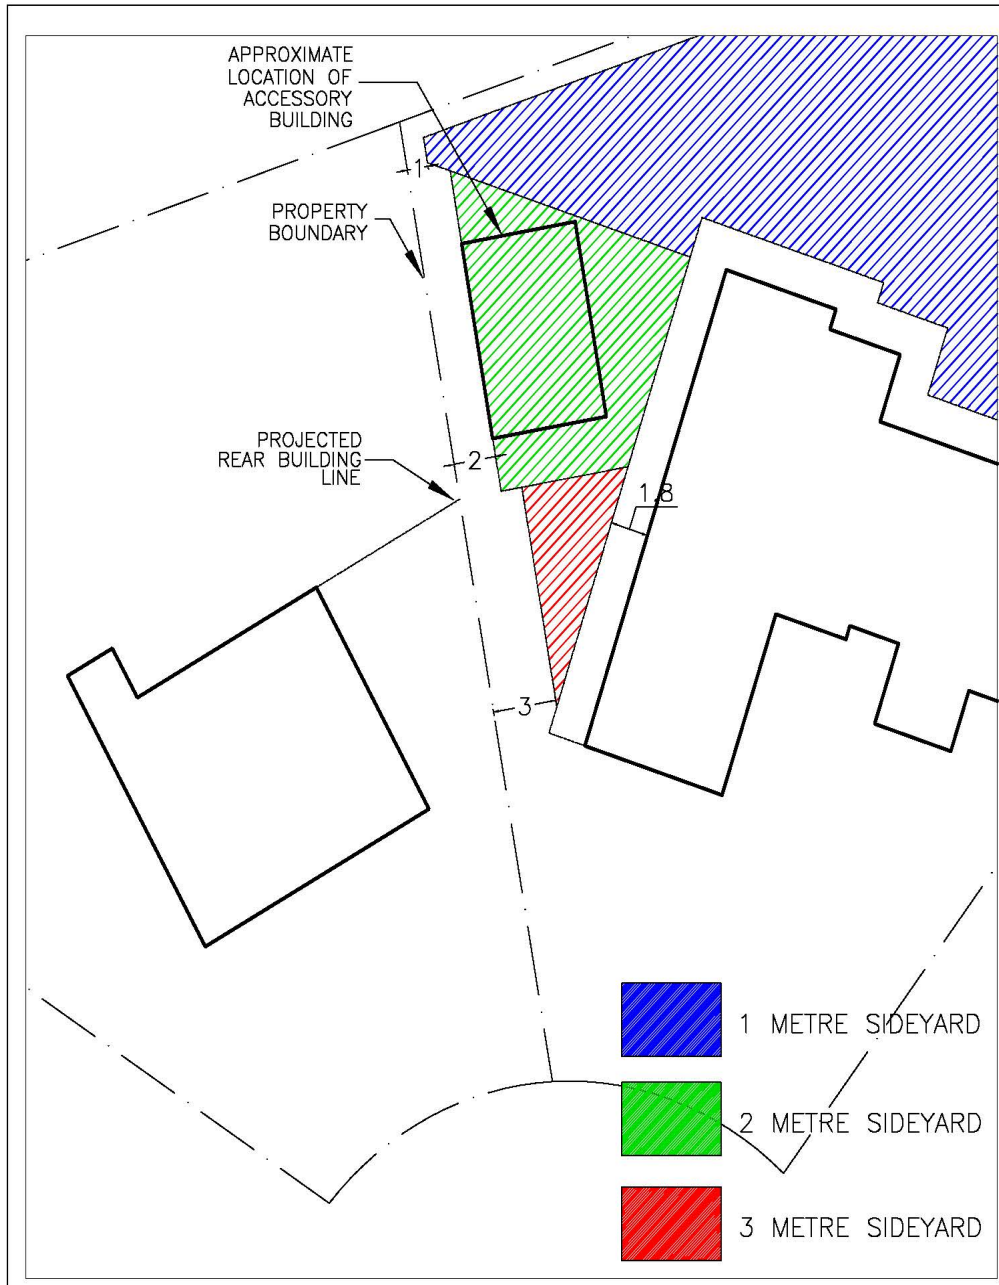 APPROXIMATE
LOCATION OF
ACCESSORY
BUILDING
1
PROPERTY
BOUNDARY
PROJECTED
REAR BUILDING
LINE
2
1.8
3
1 METRE SIDEYARD
2 METRE SIDEYARD
3 METRE SIDEYARD